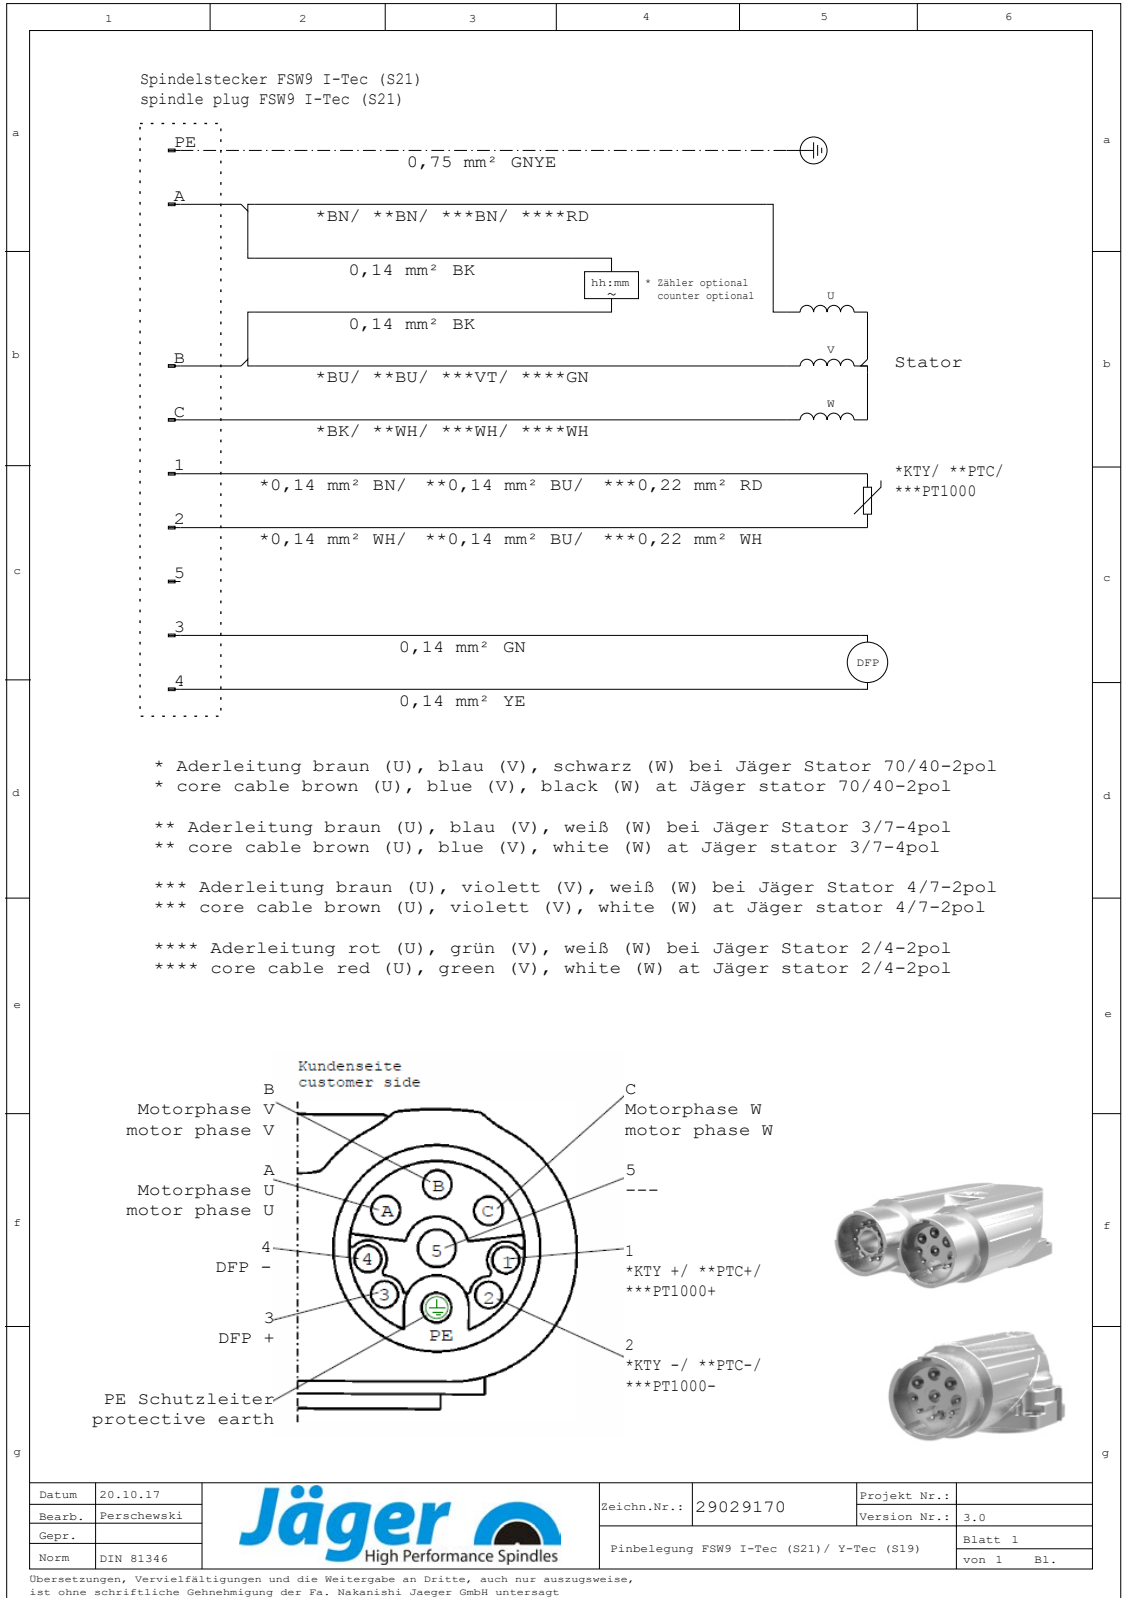 1 2 3 4 5 6
Spindelstecker FSW9 I-Tec (S21)
spindle plug FSW9 I-Tec (S21)
a
a
PE
0,75 mm² GNYE
A
*BN/ **BN/ ***BN/ ****RD
0,14 mm² BK
hh:mm
~
* Zähler optional
counter optional
U
0,14 mm² BK
b
b
B
V
Stator
*BU/ **BU/ ***VT/ ****GN
C
W
*BK/ **WH/ ***WH/ ****WH
1
*0,14 mm² BN/ **0,14 mm² BU/ ***0,22 mm² RD
*KTY/ **PTC/
***PT1000
2
*0,14 mm² WH/ **0,14 mm² BU/ ***0,22 mm² WH
c
c
5
3
0,14 mm² GN
DFP
4
0,14 mm² YE
* Aderleitung braun (U), blau (V), schwarz (W) bei Jäger Stator 70/40-2pol
* core cable brown (U), blue (V), black (W) at Jäger stator 70/40-2pol
d
d
** Aderleitung braun (U), blau (V), weiß (W) bei Jäger Stator 3/7-4pol
** core cable brown (U), blue (V), white (W) at Jäger stator 3/7-4pol
*** Aderleitung braun (U), violett (V), weiß (W) bei Jäger Stator 4/7-2pol
*** core cable brown (U), violett (V), white (W) at Jäger stator 4/7-2pol
**** Aderleitung rot (U), grün (V), weiß (W) bei Jäger Stator 2/4-2pol
**** core cable red (U), green (V), white (W) at Jäger stator 2/4-2pol
e
e
Kundenseite
customer side
B
Motorphase V
motor phase V
C
Motorphase W
motor phase W
A
Motorphase U
motor phase U
5
---
B
A
C
5
4
1
3
2
PE
f
f
4
DFP -
1
*KTY +/ **PTC+/
***PT1000+
3
DFP +
2
*KTY -/ **PTC-/
***PT1000-
PE Schutzleiter
protective earth
g
g
Datum 20.10.17
Bearb. Perschewski
Gepr.
Norm DIN 81346
Jäger
High Performance Spindles
Zeichn.Nr.: 29029170
Projekt Nr.:
Version Nr.: 3.0
Pinbelegung FSW9 I-Tec (S21)/ Y-Tec (S19)
Blatt 1
von 1 Bl.
Übersetzungen, Vervielfältigungen und die Weitergabe an Dritte, auch nur auszugsweise,
ist ohne schriftliche Gehnehmigung der Fa. Nakanishi Jaeger GmbH untersagt